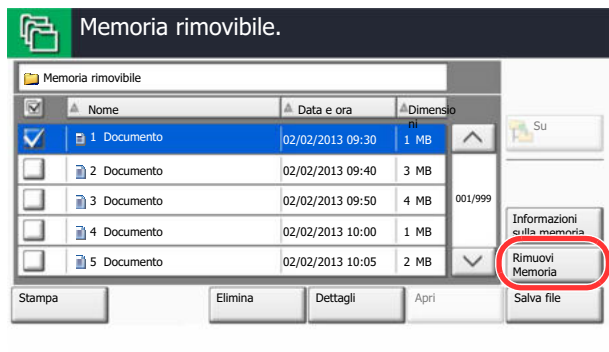 Memoria rimovibile.
Memoria rimovibile
Nome Data e ora Dimensio
ni
1 Documento 02/02/2013 09:30 1 MB
2 Documento 02/02/2013 09:40 3 MB
3 Documento 02/02/2013 09:50 4 MB
4 Documento 02/02/2013 10:00 1 MB
5 Documento 02/02/2013 10:05 2 MB
001/999
Su
Informazioni
sulla memoria
Rimuovi
Memoria
Stampa Elimina Dettagli Apri Salva file